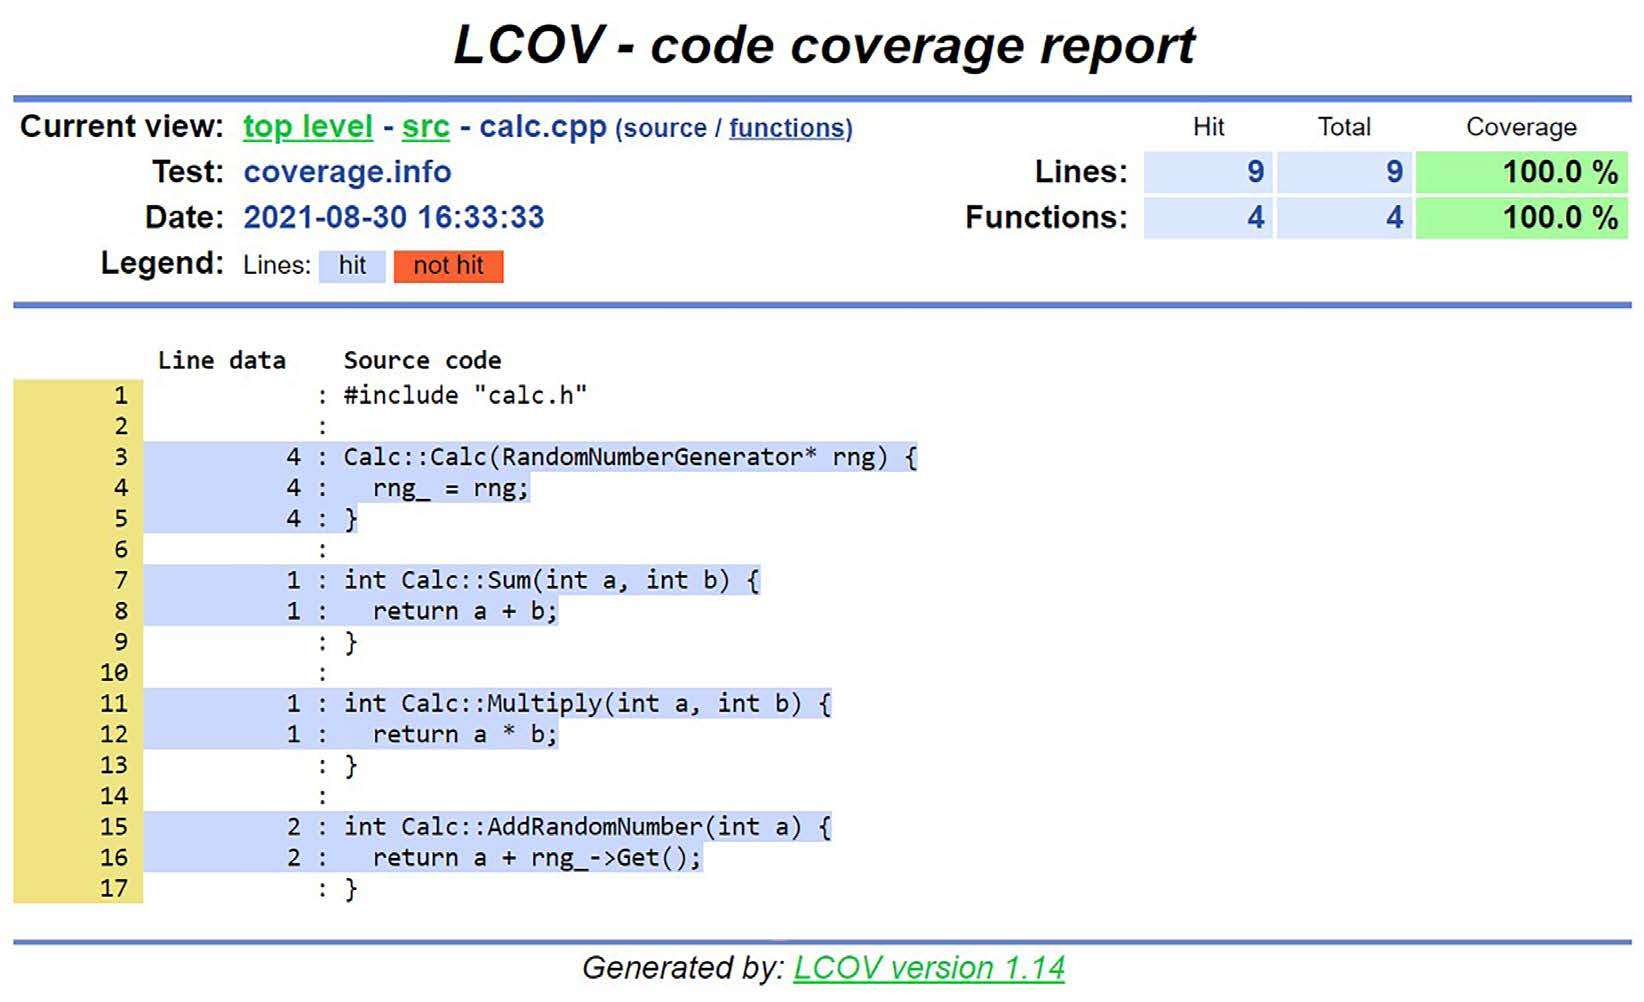 LCOV - code coverage report
Current view: top level - src - calc.cpp (source / functions) Hit Total Coverage
Test: coverage.info Lines: 9 9 100.0 %
Date: 2021-08-30 16:33:33 Functions: 4 4 100.0 %
Legend: Lines: hit not hit
Line data Source code
1 : #include "calc.h"
2 :
3 4 : Calc::Calc(RandomNumberGenerator* rng) {
4 4 :   rng_ = rng;
5 4 : }
6 :
7 1 : int Calc::Sum(int a, int b) {
8 1 :   return a + b;
9 : }
10 :
11 1 : int Calc::Multiply(int a, int b) {
12 1 :   return a * b;
13 : }
14 :
15 2 : int Calc::AddRandomNumber(int a) {
16 2 :   return a + rng_->Get();
17 : }
Generated by: LCOV version 1.14